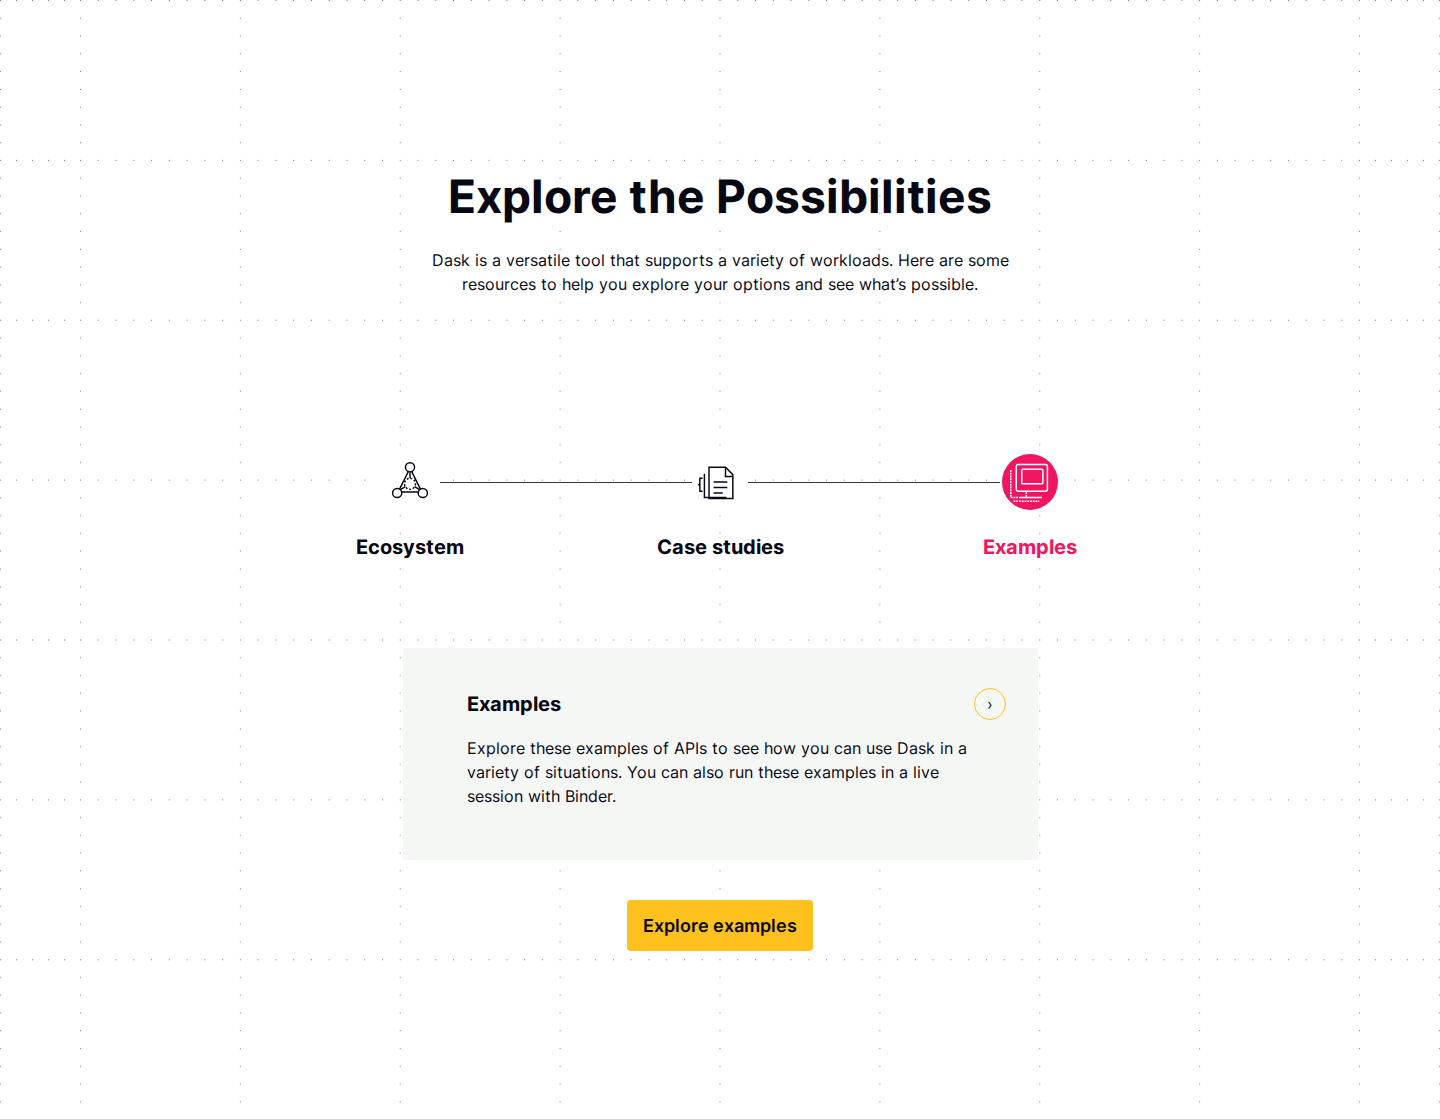 Explore the Possibilities
Dask is a versatile tool that supports a variety of workloads. Here are some
resources to help you explore your options and see what’s possible.
Ecosystem
Case studies
Examples
Examples
›
Explore these examples of APIs to see how you can use Dask in a
variety of situations. You can also run these examples in a live
session with Binder.
Explore examples